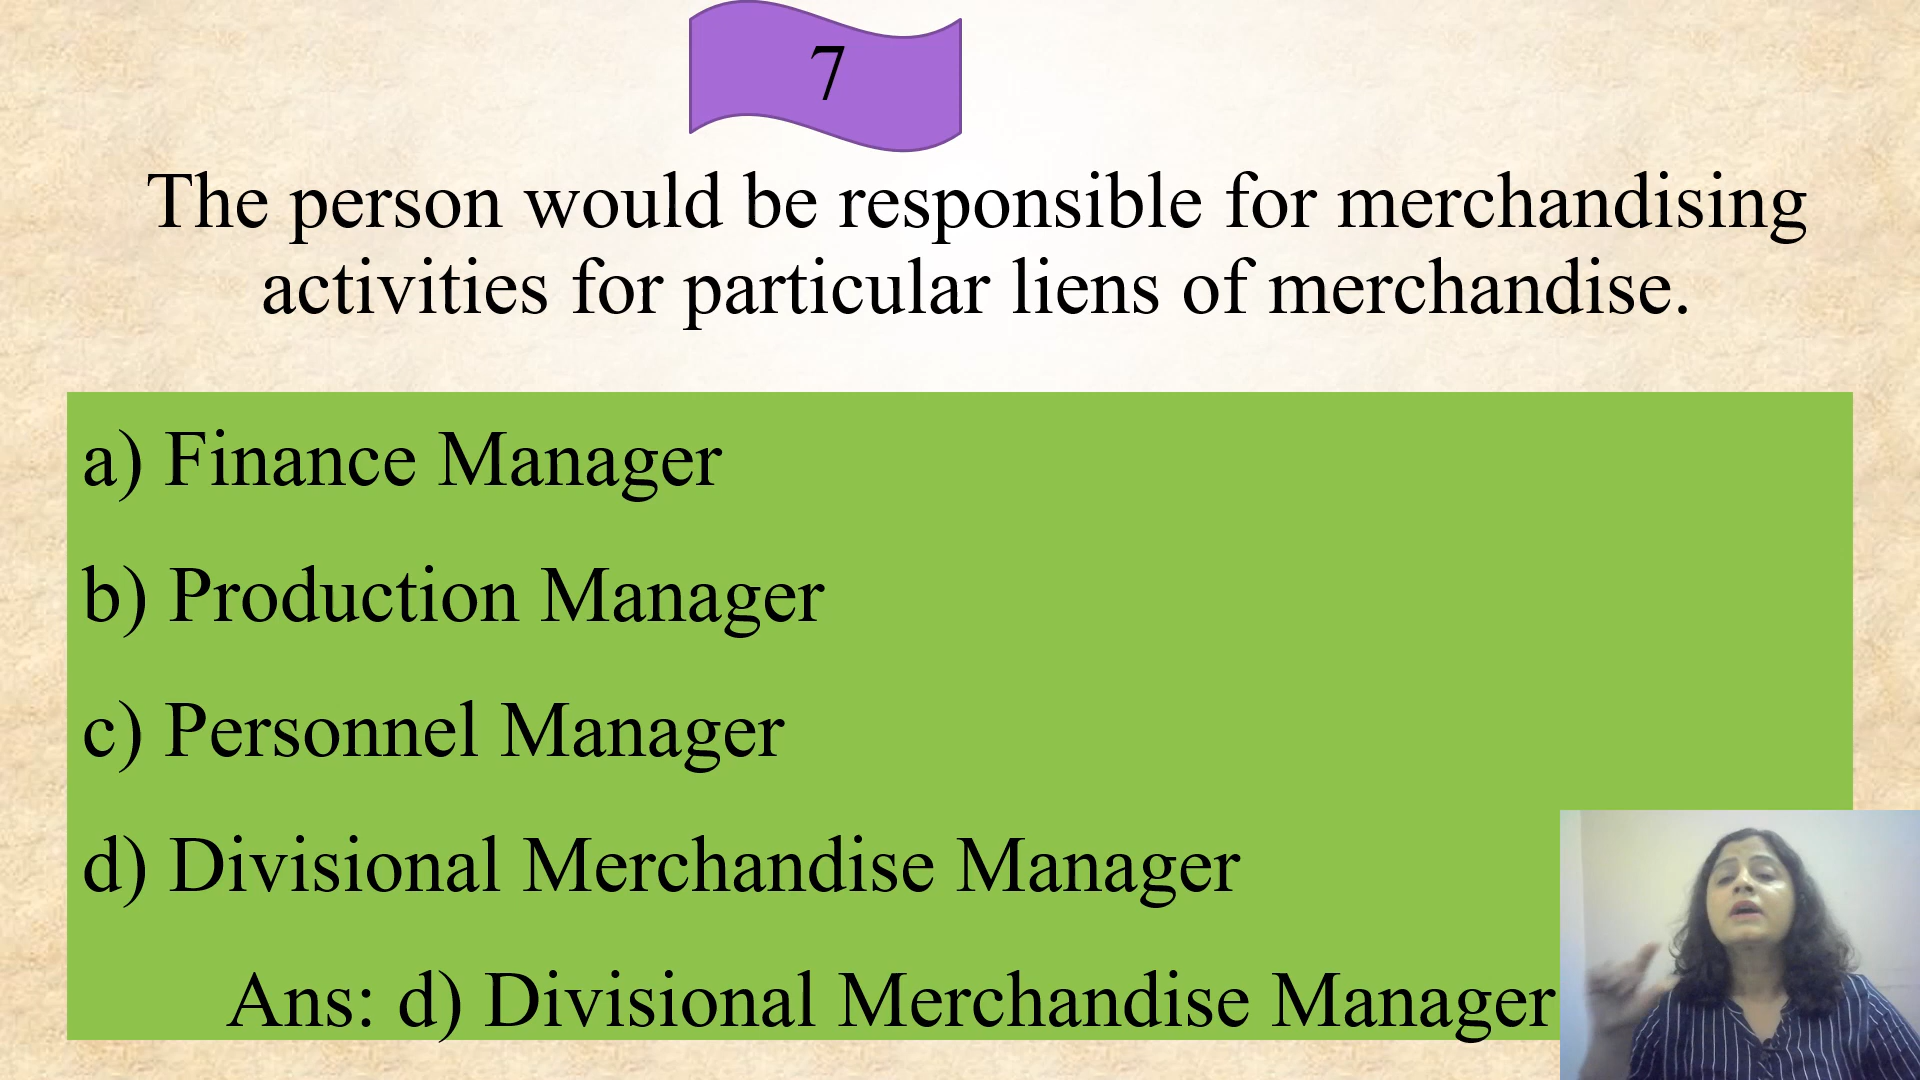 7
The person would be responsible for merchandising
activities for particular liens of merchandise.
a) Finance Manager
b) Production Manager
c) Personnel Manager
d) Divisional Merchandise Manager
Ans: d) Divisional Merchandise Manager